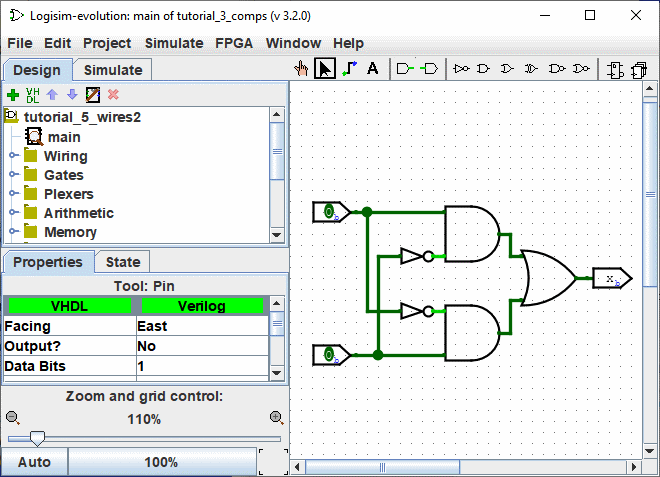 Logisim-evolution: main of tutorial_3_comps (v 3.2.0)
File Edit Project Simulate FPGA Window Help
Design Simulate
A
VH
DL
tutorial_5_wires2
main
Wiring
Gates
Plexers
Arithmetic
Memory
Properties State
Tool: Pin
VHDL Verilog
Facing East
Output? No
Data Bits 1
Zoom and grid control:
110%
Auto 100%
0
x
0